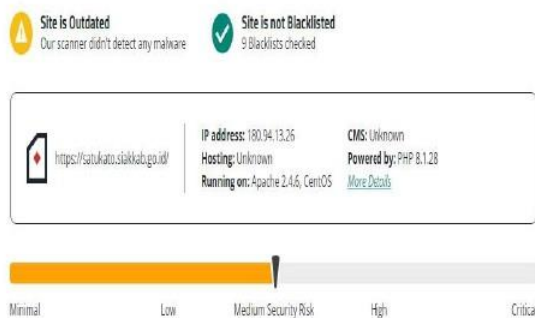 Site is Outdated
Our scanner didn't detect any malware
Site is not Blacklisted
9 Blacklists checked
https://satukato.siakkab.go.id/
IP address: 180.94.13.26
Hosting: Unknown
Running on: Apache 2.4.6, CentOS
CMS: Unknown
Powered by: PHP 8.1.28
More Details
Minimal
Low
Medium Security Risk
High
Critica